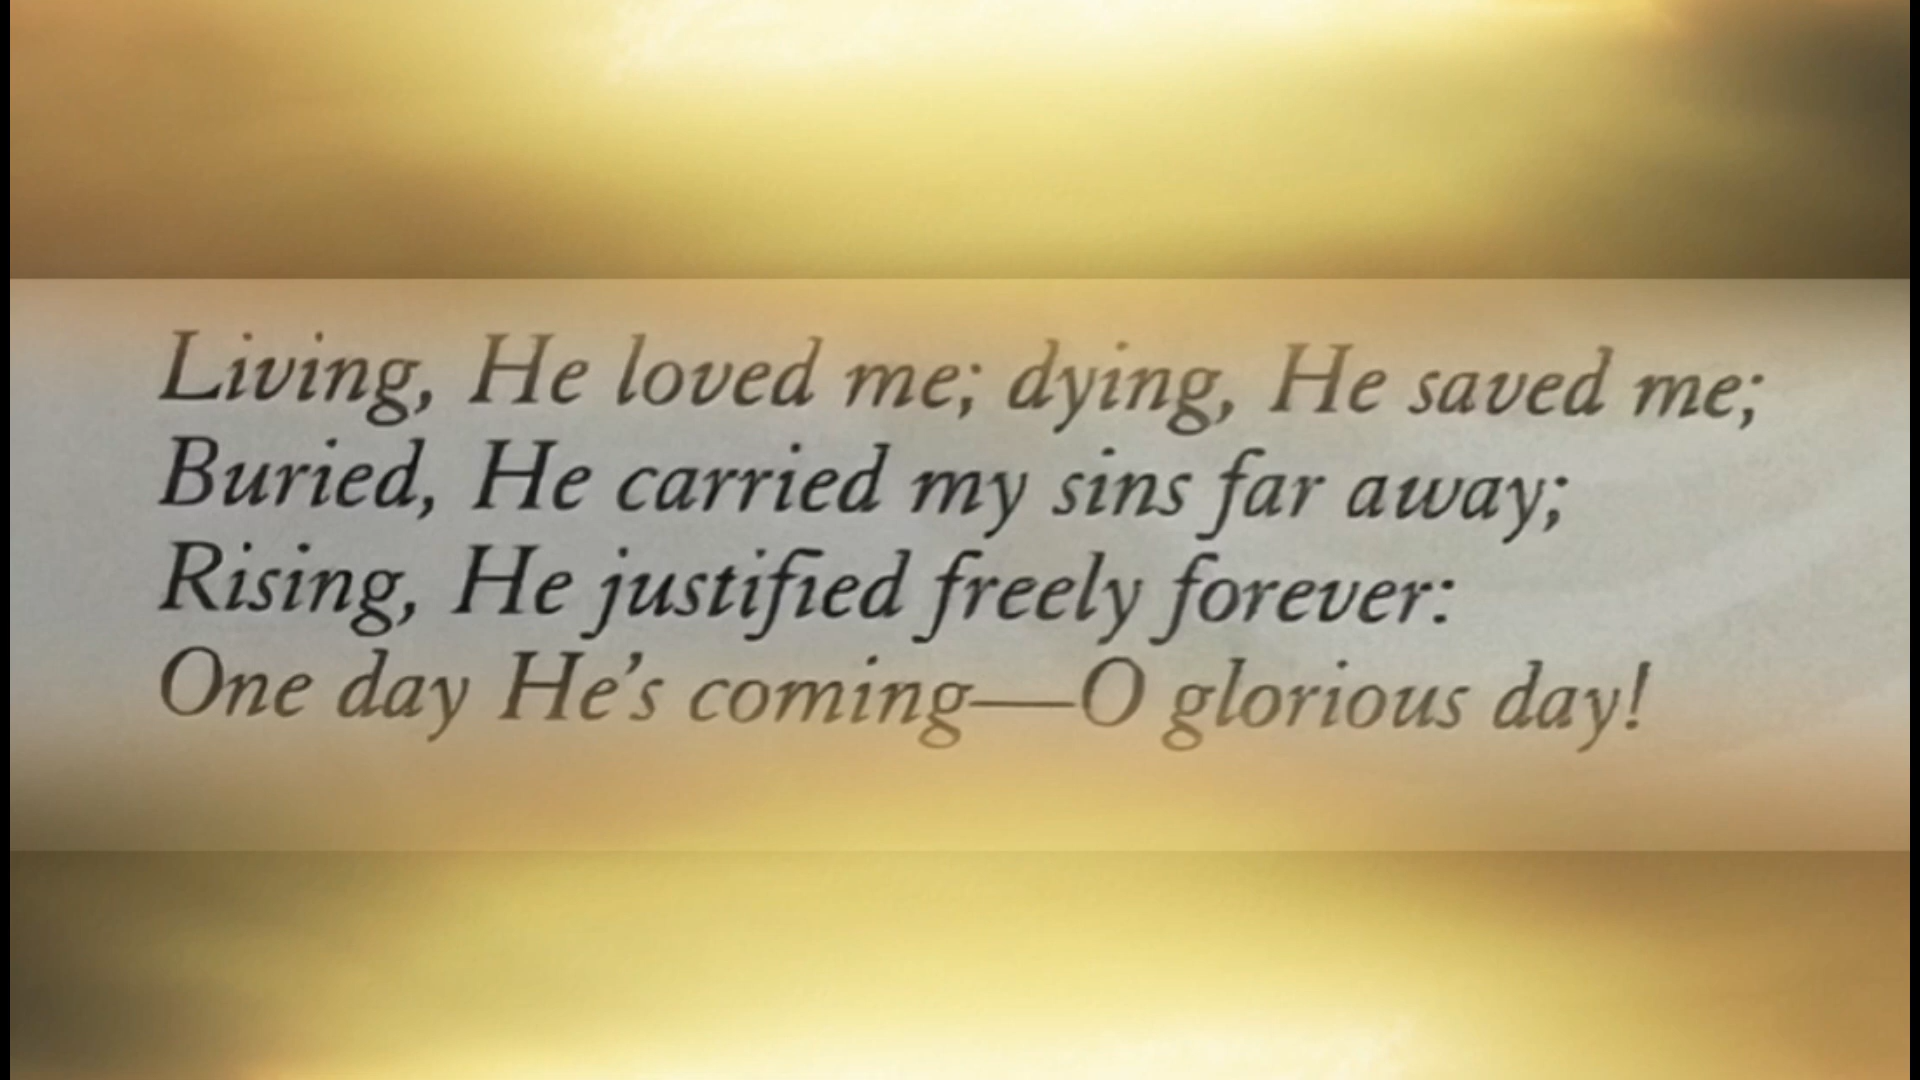 Living, He loved me; dying, He saved me;
Buried, He carried my sins far away;
Rising, He justified freely forever:
One day He’s coming—O glorious day!